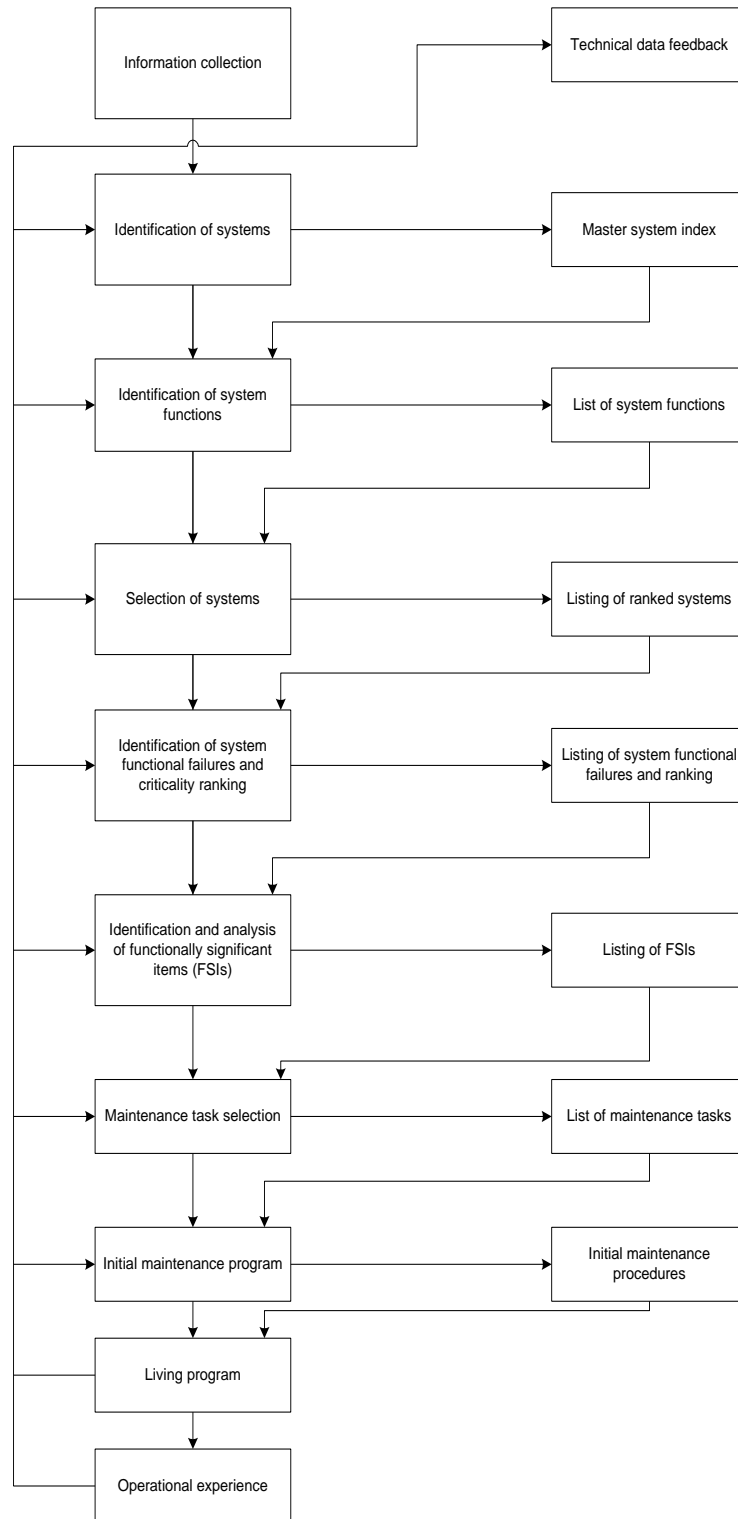 Information collection
Technical data feedback
Identification of systems
Master system index
Identification of system
functions
List of system functions
Selection of systems
Listing of ranked systems
Identification of system
functional failures and
criticality ranking
Listing of system functional
failures and ranking
Identification and analysis
of functionally significant
items (FSIs)
Listing of FSIs
Maintenance task selection
List of maintenance tasks
Initial maintenance program
Initial maintenance
procedures
Living program
Operational experience